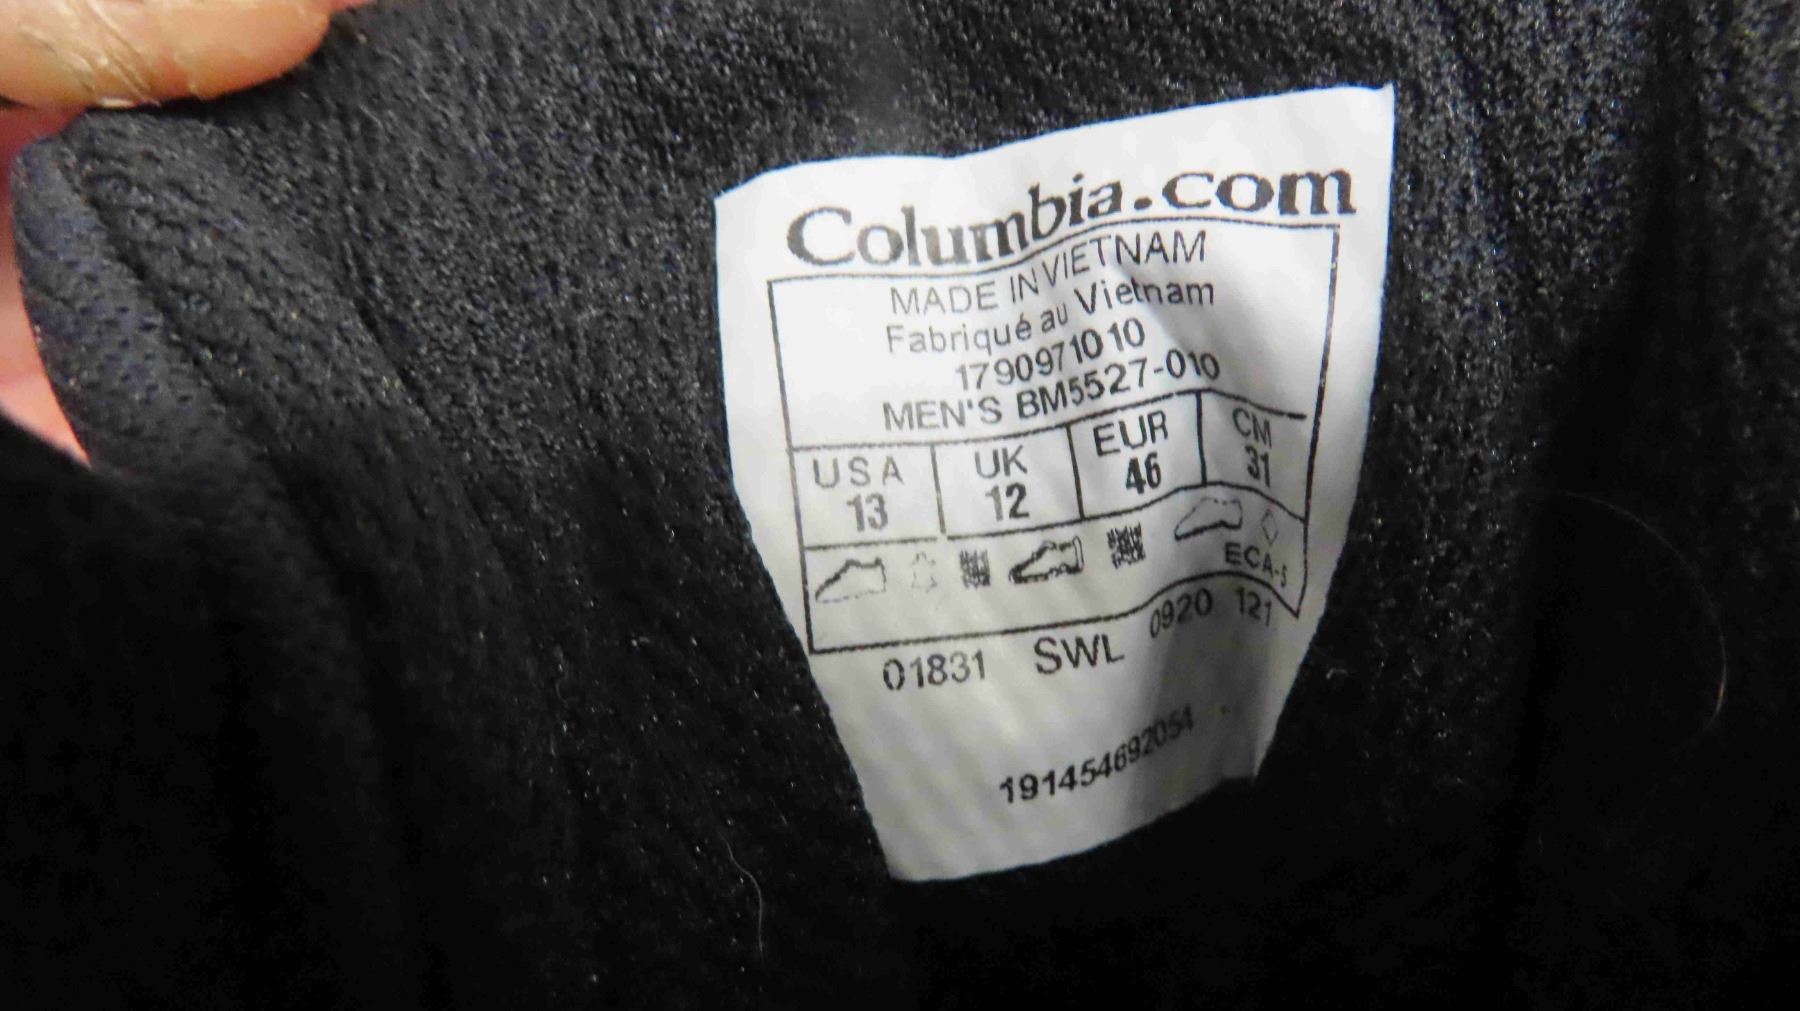 Columbia.com
MADE IN VIETNAM
Fabriqué au Vietnam
1790971010
MEN'S BM5527-010
USA UK EUR CM
13 12 46 31
ECA-5
01831 SWL 0920 121
191454692054